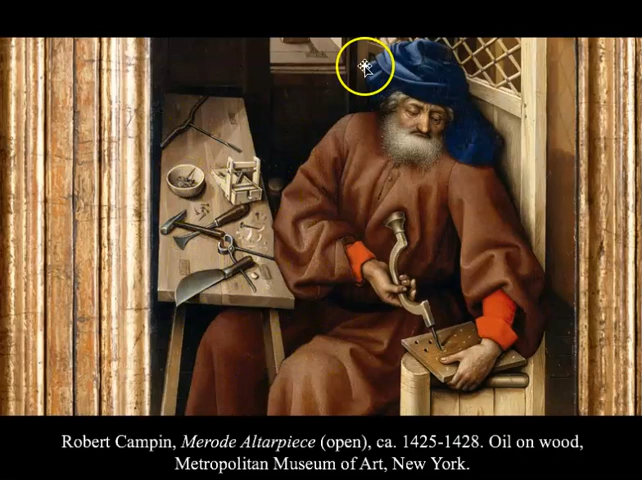 Robert Campin, Merode Altarpiece (open), ca. 1425-1428. Oil on wood,
Metropolitan Museum of Art, New York.